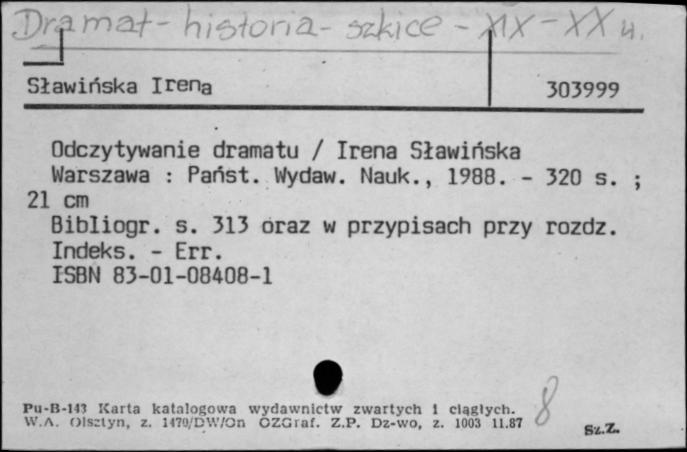 Dramat - historia - szkice - XIX - XX w.
Sławińska Irena 303999
Odczytywanie dramatu / Irena Sławińska
Warszawa : Państ. Wydaw. Nauk., 1988. - 320 s. ;
21 cm
Bibliogr. s. 313 oraz w przypisach przy rozdz.
Indeks. - Err.
ISBN 83-01-08408-1
Pu-B-143 Karta katalogowa wydawnictw zwartych i ciągłych.
W.A. Olsztyn, z. 1470/DW/On OZGraf. Z.P. Dz-wo, z. 1003 11.87
8
Sz.Z.